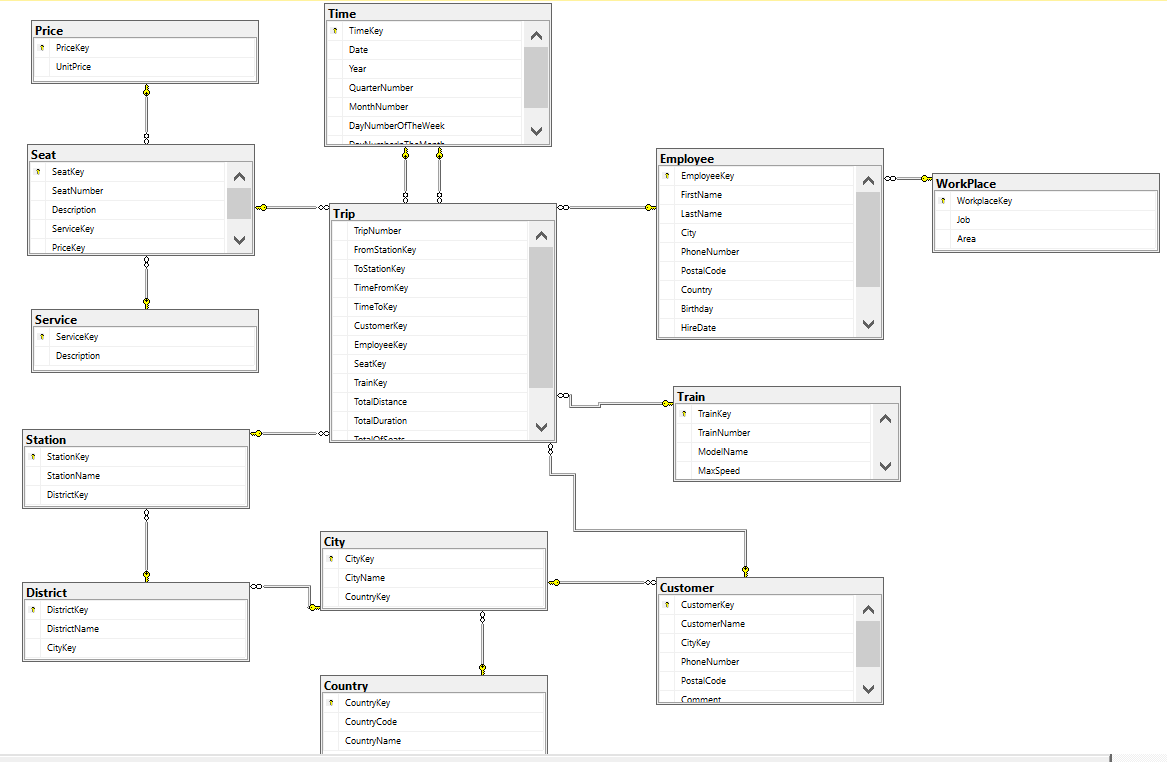 Price
PriceKey
UnitPrice
Time
TimeKey
Date
Year
QuarterNumber
MonthNumber
DayNumberOfTheWeek
DayNumberInTheMonth
Seat
SeatKey
SeatNumber
Description
ServiceKey
PriceKey
Employee
EmployeeKey
FirstName
LastName
City
PhoneNumber
PostalCode
Country
Birthday
HireDate
WorkPlace
WorkplaceKey
Job
Area
Trip
TripNumber
FromStationKey
ToStationKey
TimeFromKey
TimeToKey
CustomerKey
EmployeeKey
SeatKey
TrainKey
TotalDistance
TotalDuration
TotalOfSeats
Service
ServiceKey
Description
Train
TrainKey
TrainNumber
ModelName
MaxSpeed
Station
StationKey
StationName
DistrictKey
City
CityKey
CityName
CountryKey
District
DistrictKey
DistrictName
CityKey
Customer
CustomerKey
CustomerName
CityKey
PhoneNumber
PostalCode
Comment
Country
CountryKey
CountryCode
CountryName